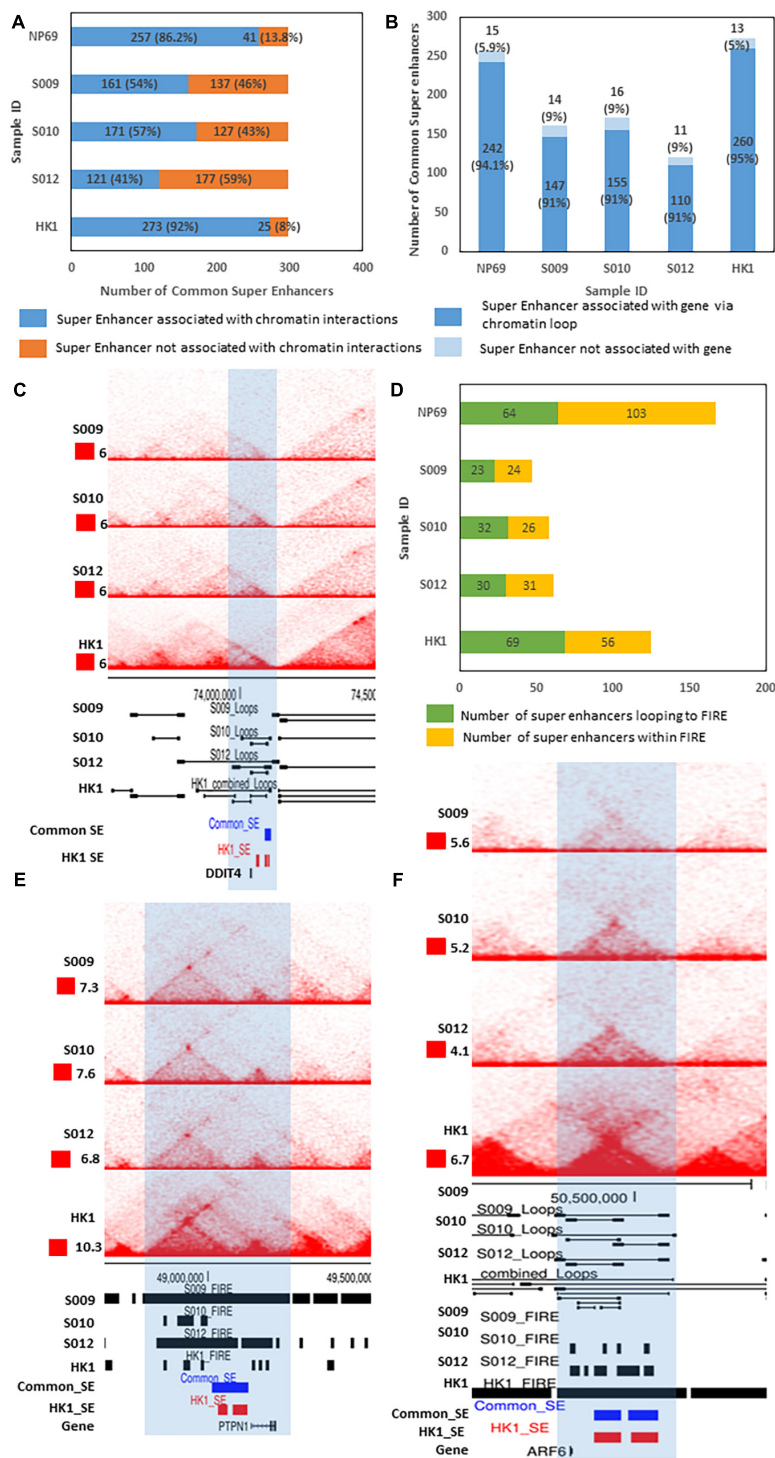 A
NP69
257 (86.2%)
41 (13.8%)
S009
161 (54%)
137 (46%)
S010
171 (57%)
127 (43%)
S012
121 (41%)
177 (59%)
HK1
273 (92%)
25 (8%)
Sample ID
0 100 200 300 400
Number of Common Super Enhancers
Super Enhancer associated with chromatin interactions
Super Enhancer not associated with chromatin interactions
B
Number of Common Super enhancers
300
250
200
150
100
50
0
15
(5.9%)
242
(94.1%)
14
(9%)
147
(91%)
16
(9%)
155
(91%)
11
(9%)
110
(91%)
13
(5%)
260
(95%)
NP69 S009 S010 S012 HK1
Sample ID
Super Enhancer associated with gene via
chromatin loop
Super Enhancer not associated with gene
C
S009
6
S010
6
S012
6
HK1
6
74,000,000
74,500
S009
S009_Loops
S010
S010_Loops
S012
S012_Loops
HK1
HK1_combined_Loops
Common SE
Common_SE
HK1 SE
HK1_SE
DDIT4
D
NP69
64 103
S009
23 24
S010
32 26
S012
30 31
HK1
69 56
Sample ID
0 50 100 150 200
Number of super enhancers looping to FIRE
Number of super enhancers within FIRE
E
S009
7.3
S010
7.6
S012
6.8
HK1
10.3
49,000,000
49,500
S009
S009_FIRE
S010
S010_FIRE
S012
S012_FIRE
HK1
HK1_FIRE
Common_SE
Common_SE
HK1_SE
HK1_SE
Gene
PTPN1
F
S009
5.6
S010
5.2
S012
4.1
HK1
6.7
50,500,000
S009
S009_Loops
S010
S010_Loops
S012
S012_Loops
HK1
combined_Loops
S009
S009_FIRE
S010
S010_FIRE
S012
S012_FIRE
HK1
HK1_FIRE
Common_SE
Common_SE
HK1_SE
HK1_SE
Gene
ARF6